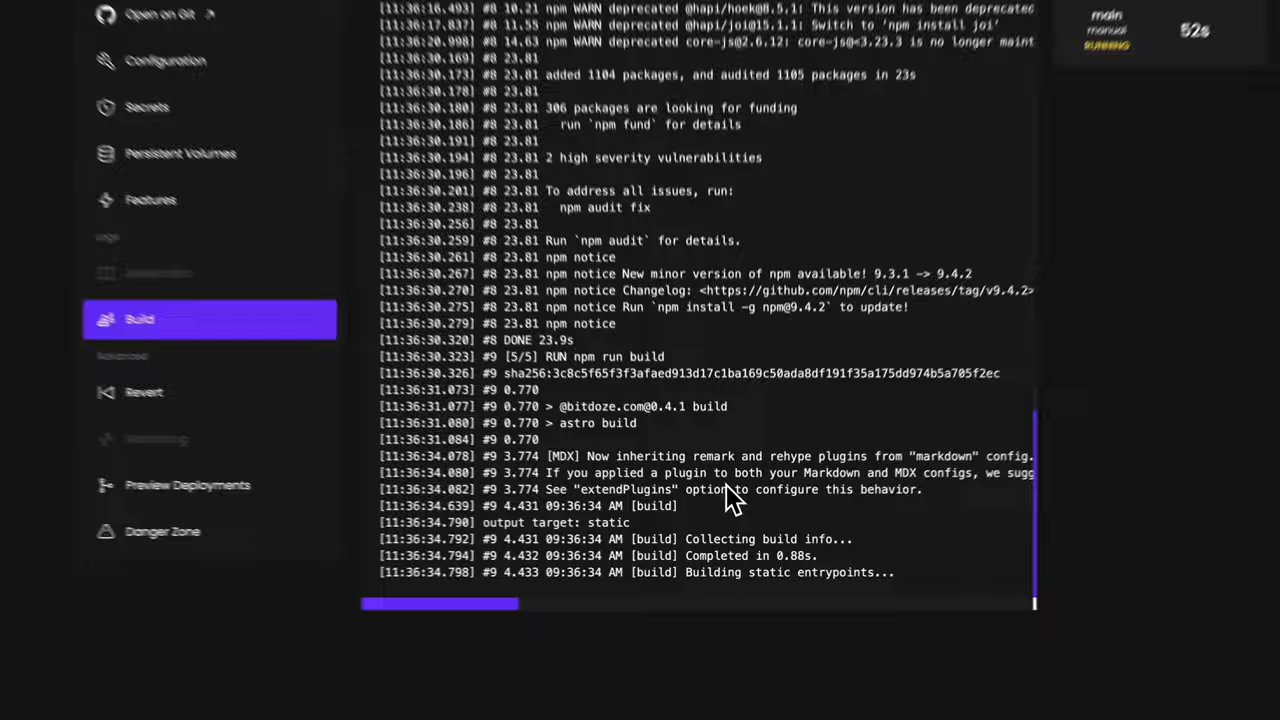 Open on Git
Configuration
Secrets
Persistent Volumes
Features
Logs
Build
Advanced
Revert
Preview Deployments
Danger Zone
[11:36:16.493] #8 10.21 npm WARN deprecated @hapi/hoek@8.5.1: This version has been deprecated
[11:36:17.837] #8 11.55 npm WARN deprecated @hapi/joi@15.1.1: Switch to 'npm install joi'
[11:36:20.998] #8 14.63 npm WARN deprecated core-js@2.6.12: core-js@<3.23.3 is no longer maint
[11:36:30.169] #8 23.81
[11:36:30.173] #8 23.81 added 1104 packages, and audited 1105 packages in 23s
[11:36:30.178] #8 23.81
[11:36:30.180] #8 23.81 306 packages are looking for funding
[11:36:30.186] #8 23.81   run `npm fund` for details
[11:36:30.191] #8 23.81
[11:36:30.194] #8 23.81 2 high severity vulnerabilities
[11:36:30.196] #8 23.81
[11:36:30.201] #8 23.81 To address all issues, run:
[11:36:30.238] #8 23.81   npm audit fix
[11:36:30.256] #8 23.81
[11:36:30.259] #8 23.81 Run `npm audit` for details.
[11:36:30.261] #8 23.81 npm notice
[11:36:30.267] #8 23.81 npm notice New minor version of npm available! 9.3.1 -> 9.4.2
[11:36:30.270] #8 23.81 npm notice Changelog: <https://github.com/npm/cli/releases/tag/v9.4.2>
[11:36:30.275] #8 23.81 npm notice Run `npm install -g npm@9.4.2` to update!
[11:36:30.279] #8 23.81 npm notice
[11:36:30.320] #8 DONE 23.9s
[11:36:30.323] #9 [5/5] RUN npm run build
[11:36:30.326] #9 sha256:3c8c5f65f3f3afaed913d17c1ba169c50ada8df191f35a175dd974b5a705f2ec
[11:36:31.073] #9 0.770
[11:36:31.077] #9 0.770 > @bitdoze.com@0.4.1 build
[11:36:31.080] #9 0.770 > astro build
[11:36:31.084] #9 0.770
[11:36:34.078] #9 3.774 [MDX] Now inheriting remark and rehype plugins from "markdown" config.
[11:36:34.080] #9 3.774 If you applied a plugin to both your Markdown and MDX configs, we sugg
[11:36:34.082] #9 3.774 See "extendPlugins" option to configure this behavior.
[11:36:34.639] #9 4.431 09:36:34 AM [build]
[11:36:34.790] output target: static
[11:36:34.792] #9 4.431 09:36:34 AM [build] Collecting build info...
[11:36:34.794] #9 4.432 09:36:34 AM [build] Completed in 0.88s.
[11:36:34.798] #9 4.433 09:36:34 AM [build] Building static entrypoints...
main
manual
RUNNING
52s